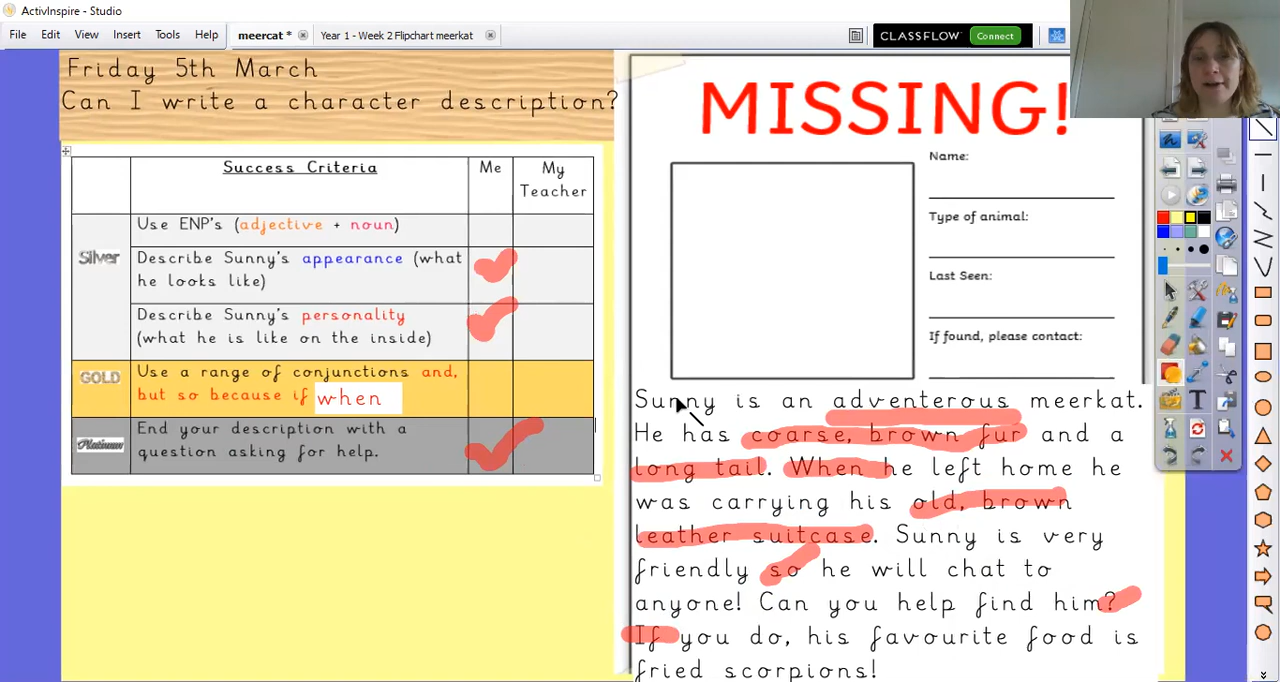 ActivInspire - Studio
File Edit View Insert Tools Help
meercat *
Year 1 - Week 2 Flipchart meerkat
CLASSFLOW Connect
Friday 5th March
Can I write a character description?
Success Criteria
Me
My
Teacher
Use ENP's (adjective + noun)
Silver
Describe Sunny's appearance (what
he looks like)
Describe Sunny's personality
(what he is like on the inside)
GOLD
Use a range of conjunctions and,
but so because if when
Platinum
End your description with a
question asking for help.
MISSING!
Name:
Type of animal:
Last Seen:
If found, please contact:
Sunny is an adventerous meerkat.
He has coarse, brown fur and a
long tail. When he left home he
was carrying his old, brown
leather suitcase. Sunny is very
friendly so he will chat to
anyone! Can you help find him?
If you do, his favourite food is
fried scorpions!